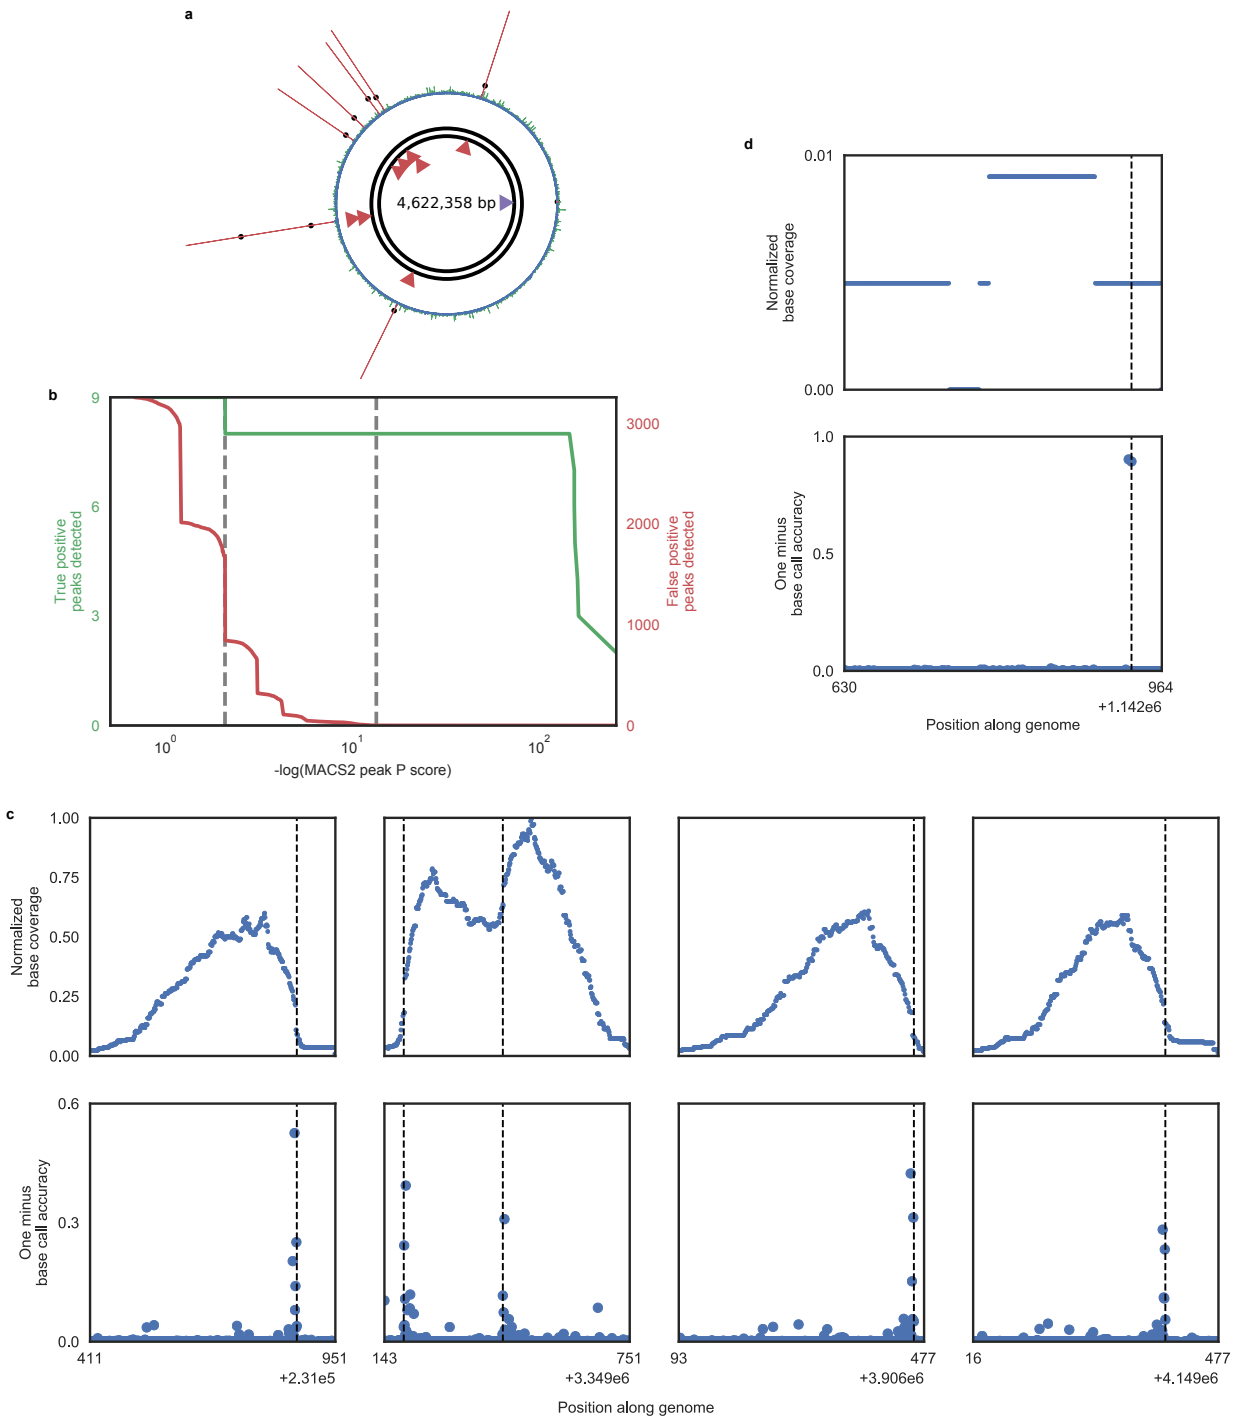 a
4,622,358 bp
b
9
6
3
0
True positive
peaks detected
3000
2000
1000
0
False positive
peaks detected
10^0
10^1
10^2
-log(MACS2 peak P score)
d
0.01
0.00
Normalized
base coverage
1.0
0.5
0.0
One minus
base call accuracy
630
964
+1.142e6
Position along genome
c
1.00
0.75
0.50
0.25
0.00
Normalized
base coverage
0.6
0.3
0.0
One minus
base call accuracy
411
951
+2.31e5
143
751
+3.349e6
93
477
+3.906e6
16
477
+4.149e6
Position along genome